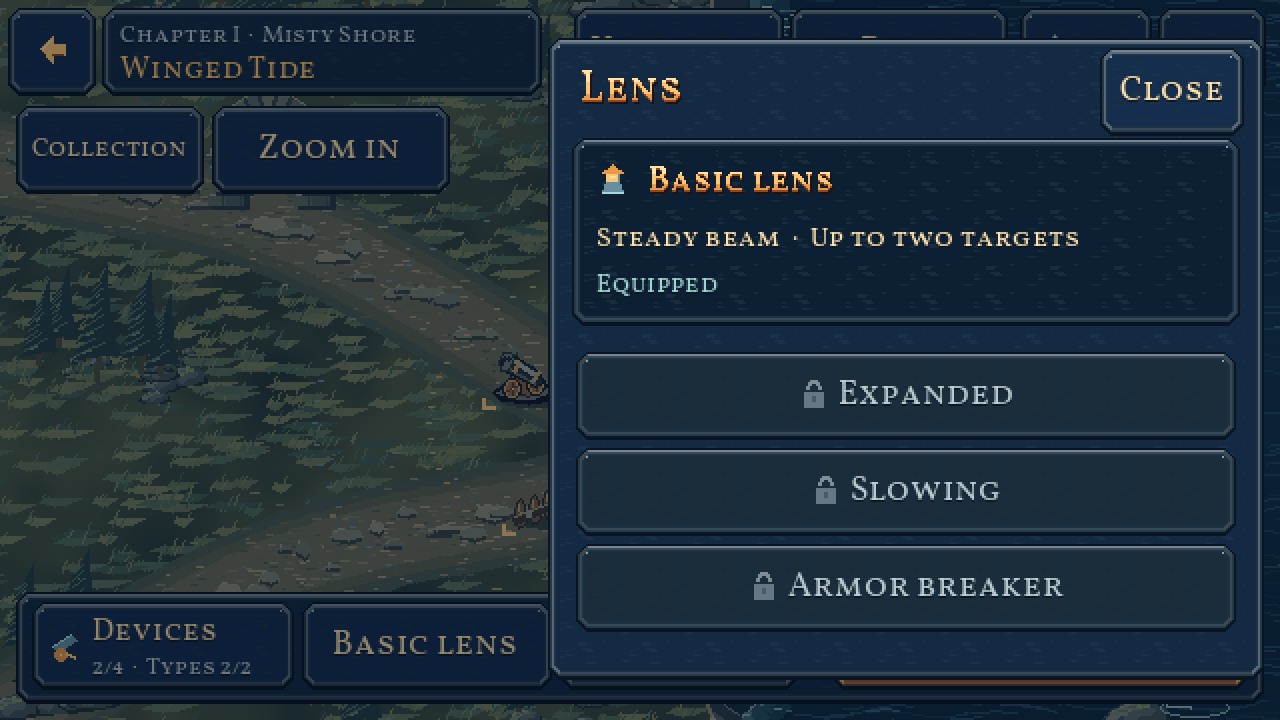 Chapter I · Misty Shore
Winged Tide
Collection
Zoom in
Lens
Close
Basic lens
Steady beam · Up to two targets
Equipped
Expanded
Slowing
Armor breaker
Devices
2/4 · Types 2/2
Basic lens